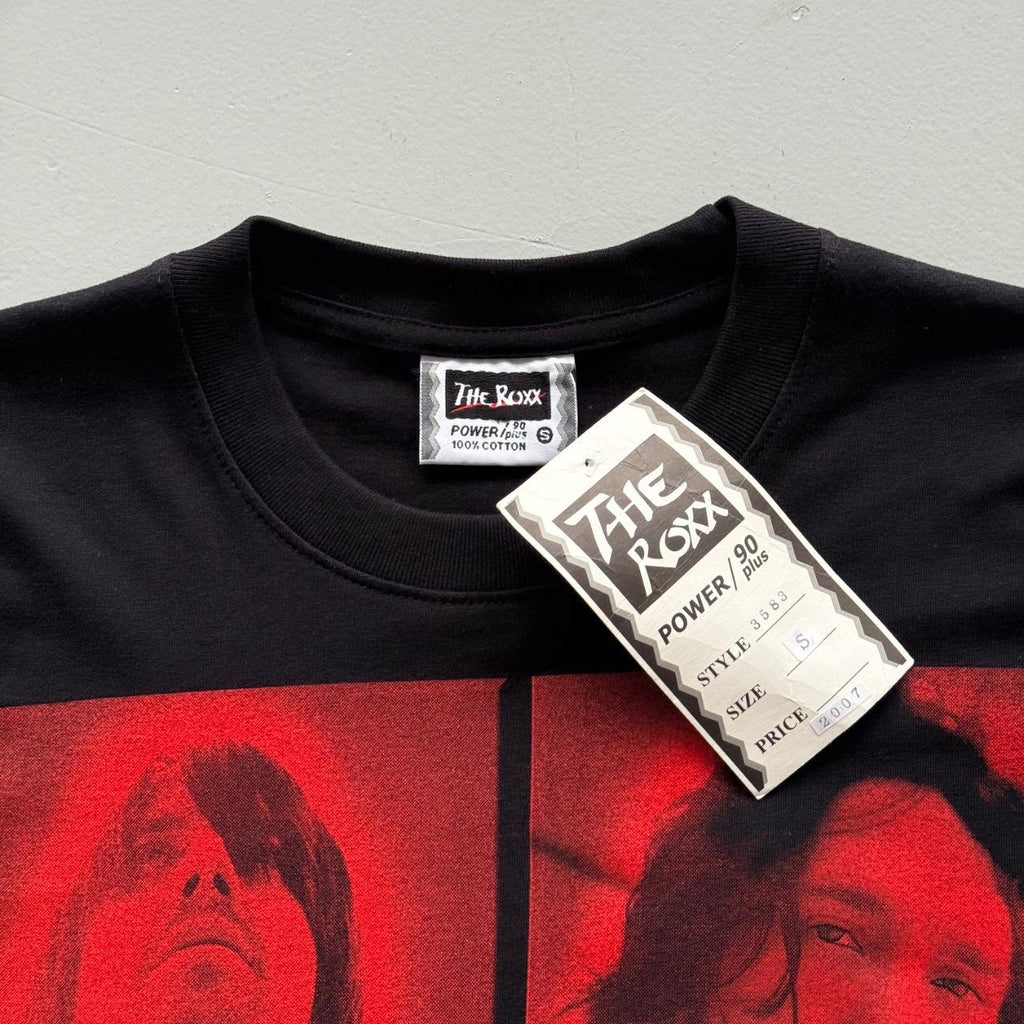 THE ROXX
POWER/90 plus S
100% COTTON
THE
ROXX
POWER/90 plus
STYLE 3583
SIZE S
PRICE 2007